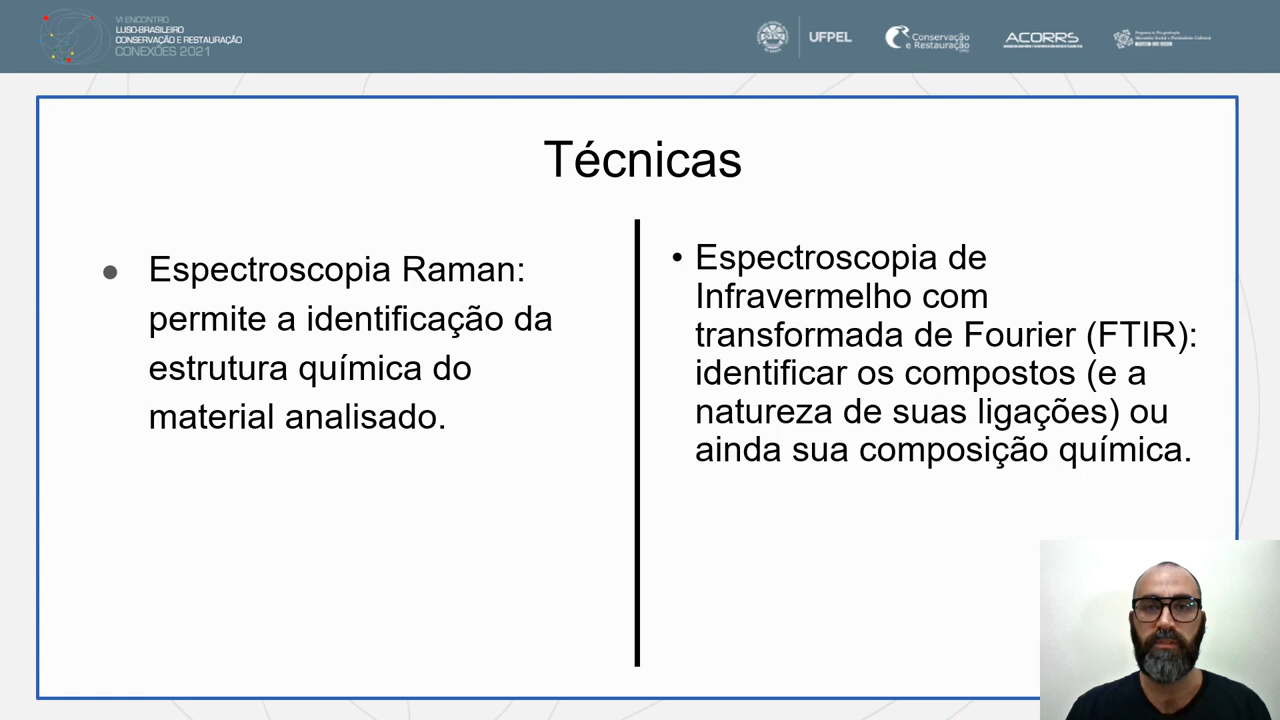 VI ENCONTRO
LUSO-BRASILEIRO
CONSERVAÇÃO E RESTAURAÇÃO
CONEXÕES 2021
UFPEL
Conservação
e Restauração
ACORRS
Técnicas
● Espectroscopia Raman:
permite a identificação da
estrutura química do
material analisado.
• Espectroscopia de
Infravermelho com
transformada de Fourier (FTIR):
identificar os compostos (e a
natureza de suas ligações) ou
ainda sua composição química.